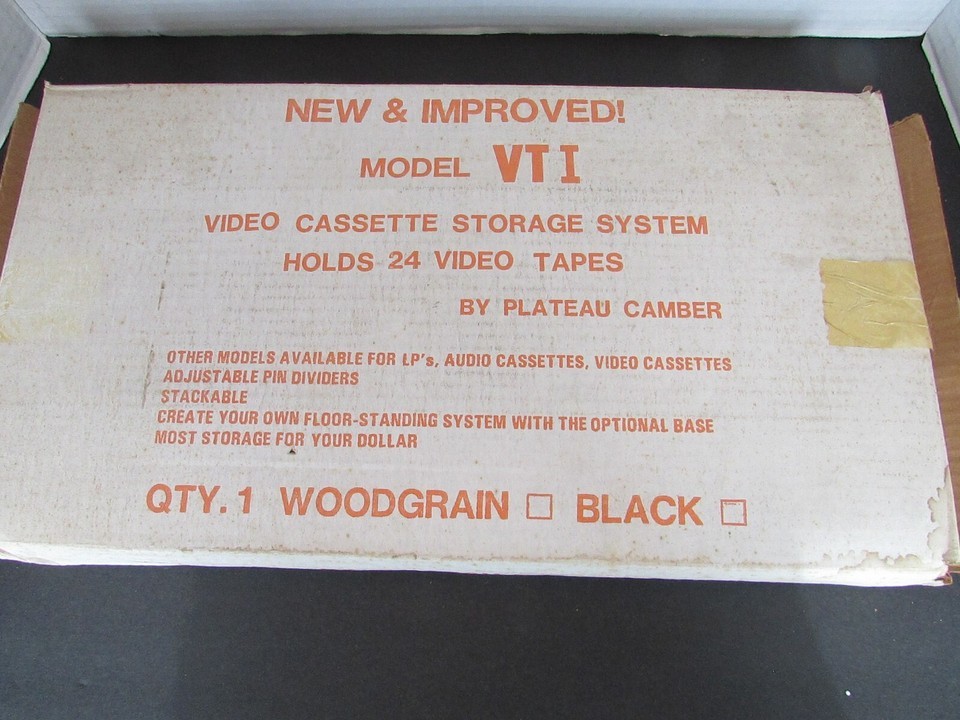 NEW & IMPROVED!
MODEL VTI
VIDEO CASSETTE STORAGE SYSTEM
HOLDS 24 VIDEO TAPES
BY PLATEAU CAMBER
OTHER MODELS AVAILABLE FOR LP's, AUDIO CASSETTES, VIDEO CASSETTES
ADJUSTABLE PIN DIVIDERS
STACKABLE
CREATE YOUR OWN FLOOR-STANDING SYSTEM WITH THE OPTIONAL BASE
MOST STORAGE FOR YOUR DOLLAR
QTY. 1 WOODGRAIN □ BLACK □